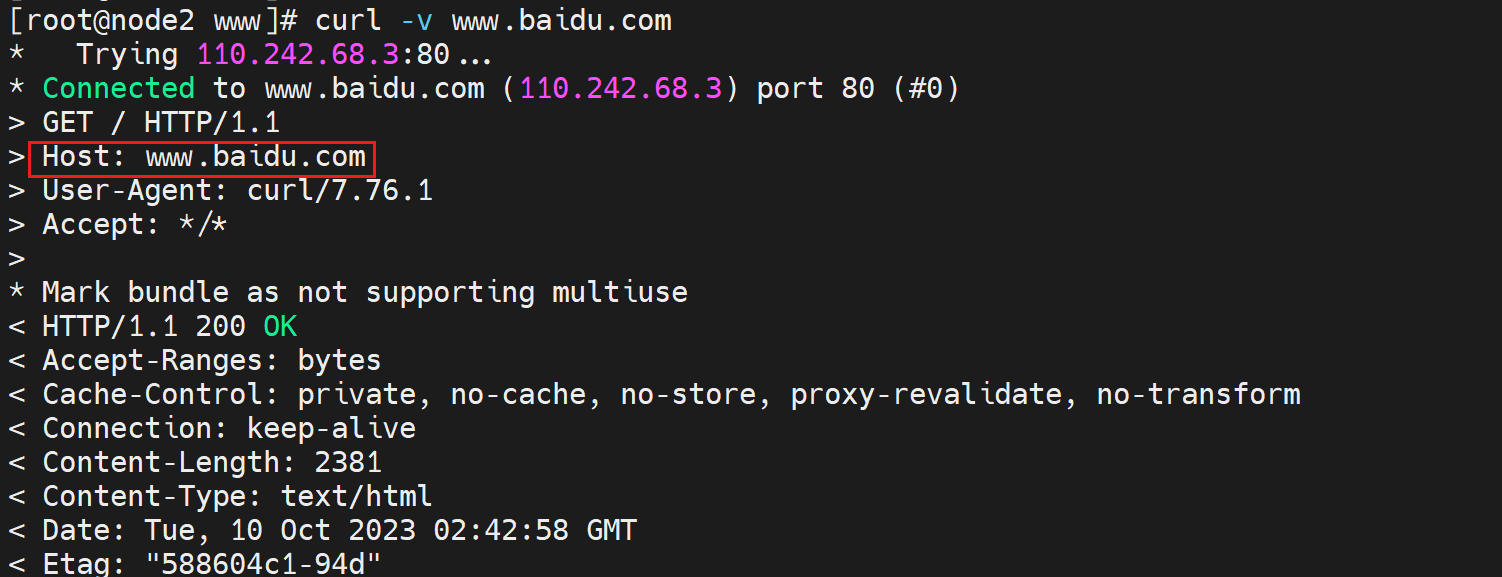 [root@node2 www]# curl -v www.baidu.com
*   Trying 110.242.68.3:80...
* Connected to www.baidu.com (110.242.68.3) port 80 (#0)
> GET / HTTP/1.1
> Host: www.baidu.com
> User-Agent: curl/7.76.1
> Accept: */*
>
* Mark bundle as not supporting multiuse
< HTTP/1.1 200 OK
< Accept-Ranges: bytes
< Cache-Control: private, no-cache, no-store, proxy-revalidate, no-transform
< Connection: keep-alive
< Content-Length: 2381
< Content-Type: text/html
< Date: Tue, 10 Oct 2023 02:42:58 GMT
< Etag: "588604c1-94d"